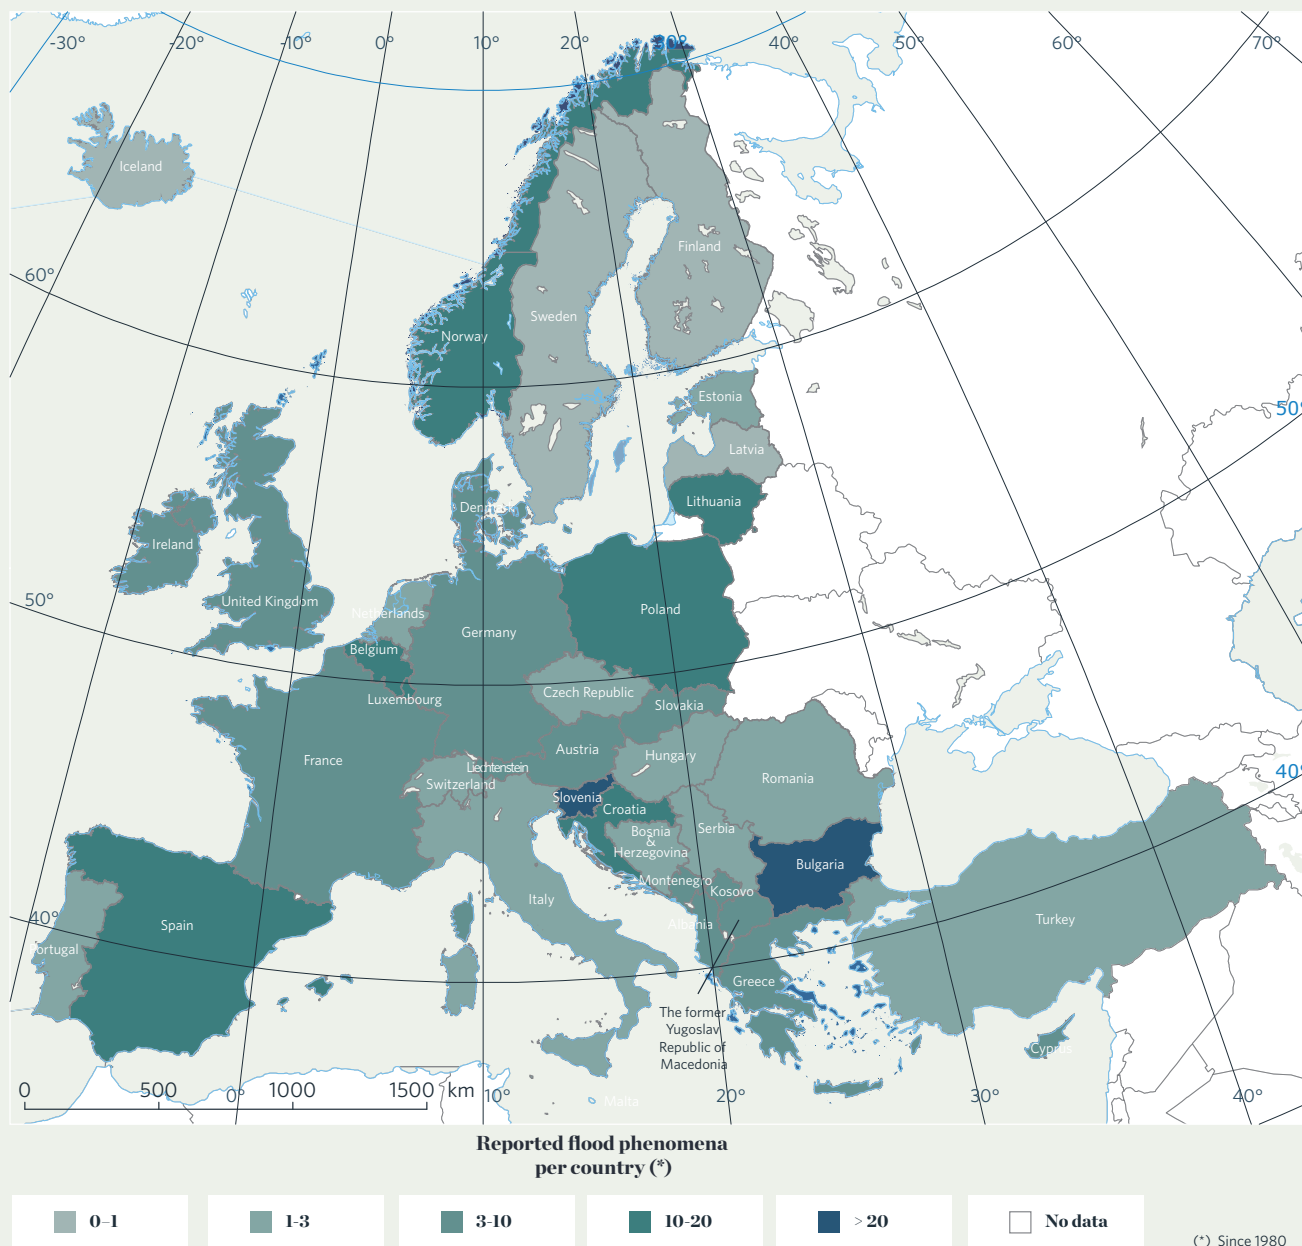 -30° -20° -10° 0° 10° 20° 30° 40° 50° 60° 70°
Iceland
Finland
60°
Sweden
Norway
Estonia
50°
Latvia
Lithuania
Denmark
Ireland
United Kingdom
50°
Netherlands
Poland
Germany
Belgium
Czech Republic
Luxembourg
Slovakia
Austria
Hungary
France
Liechtenstein
40°
Romania
Switzerland
Slovenia
Croatia
Serbia
Bosnia
&
Herzegovina
Bulgaria
Montenegro
Kosovo
Italy
40°
Turkey
Spain
Albania
Portugal
Greece
The former
Yugoslav
Republic of
Macedonia
Cyprus
Malta
0 500 1000 1500 km
0° 10° 20° 30° 40°
Reported flood phenomena
per country (*)
0–1
1-3
3-10
10-20
> 20
No data
(*) Since 1980